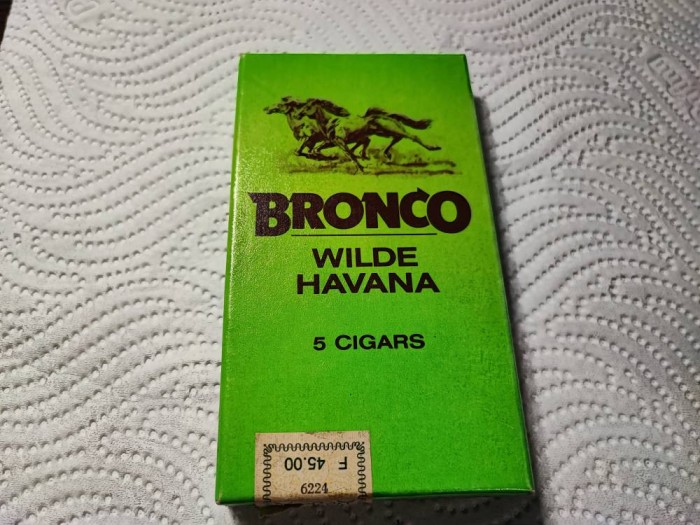 BRONCO
WILDE
HAVANA
5 CIGARS
F 45.00
6224